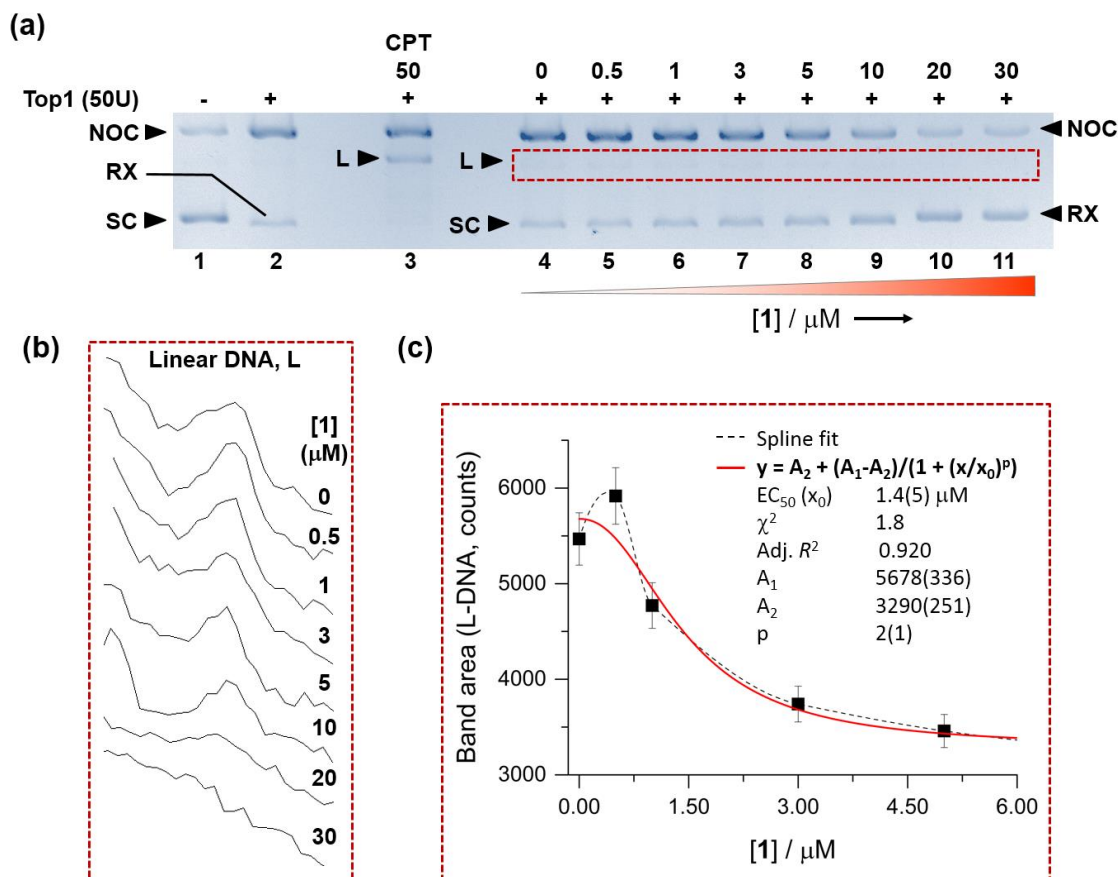 (a)
CPT
50 0 0.5 1 3 5 10 20 30
Top1 (50U) - + + + + + + + + + +
NOC NOC
L L
RX
SC SC RX
1 2 3 4 5 6 7 8 9 10 11
[1] / μM
(b)
Linear DNA, L
[1]
(μM)
0
0.5
1
3
5
10
20
30
(c)
Band area (L-DNA, counts)
6000
5000
4000
3000
0.00 1.50 3.00 4.50 6.00
[1] / μM
Spline fit
y = A₂ + (A₁-A₂)/(1 + (x/x₀)ᵖ)
EC₅₀ (x₀) 1.4(5) μM
χ² 1.8
Adj. R² 0.920
A₁ 5678(336)
A₂ 3290(251)
p 2(1)